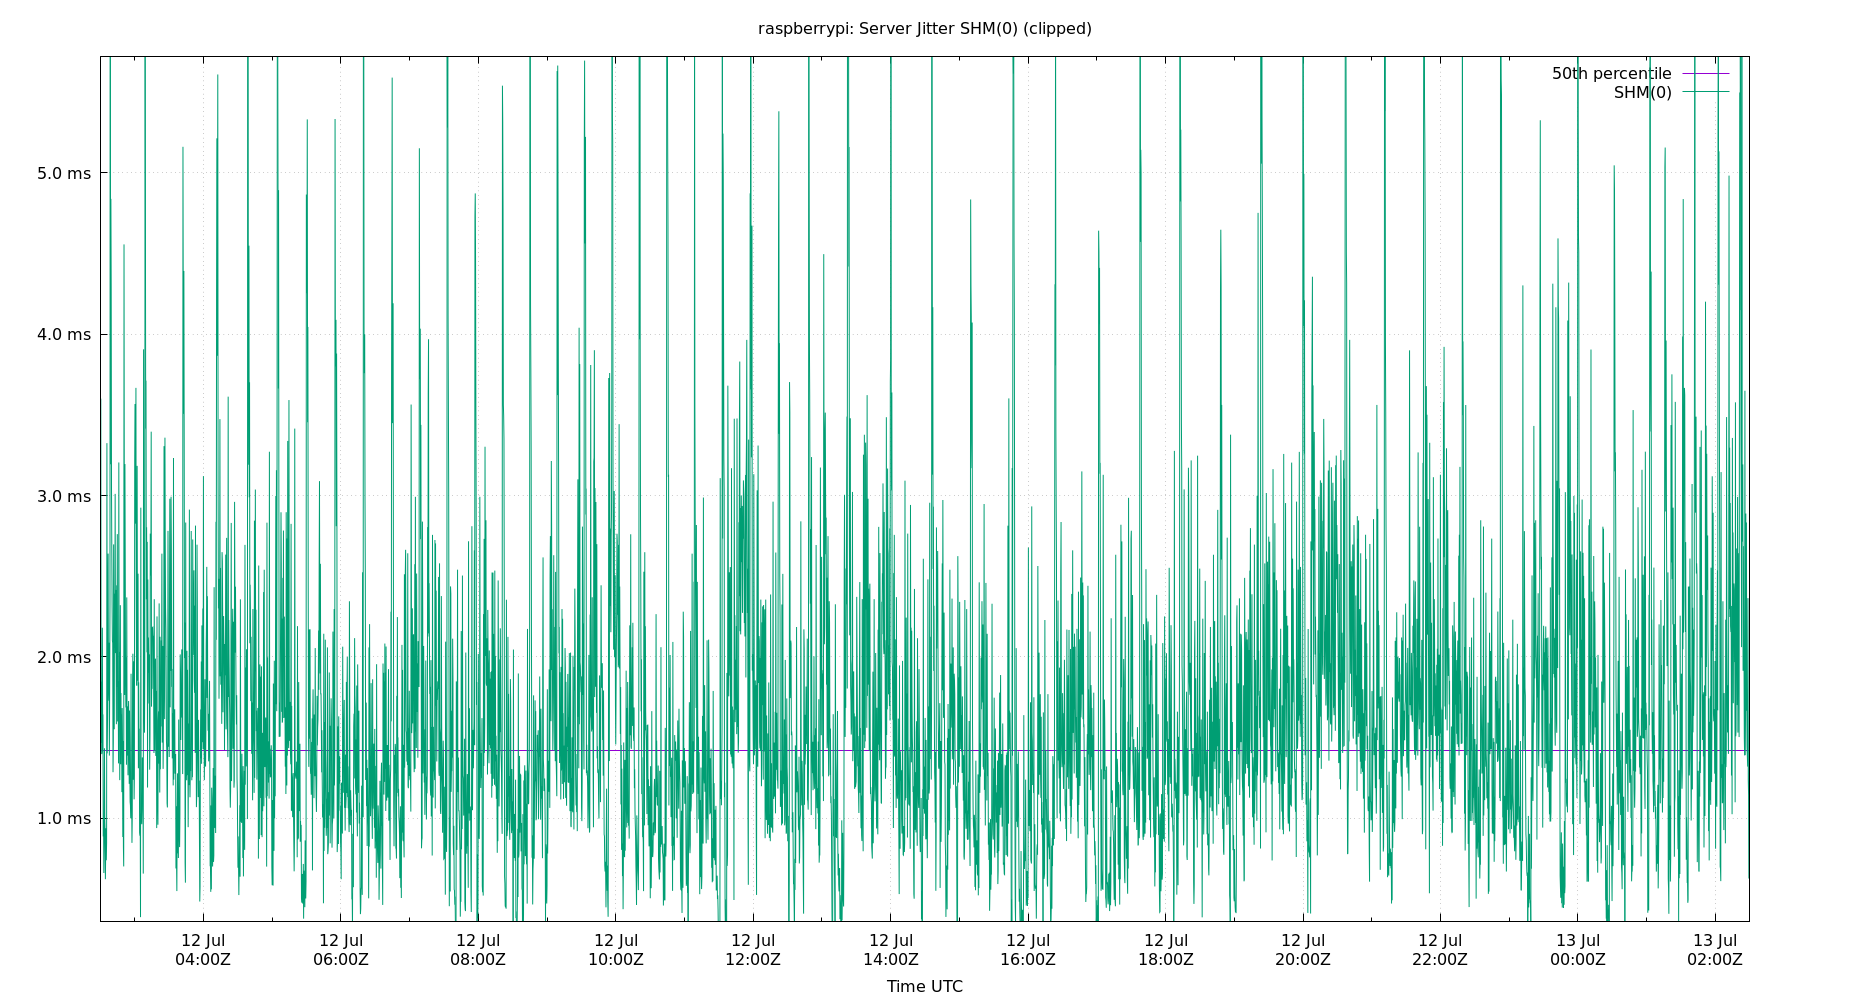 raspberrypi: Server Jitter SHM(0) (clipped)
50th percentile
SHM(0)
5.0 ms
4.0 ms
3.0 ms
2.0 ms
1.0 ms
12 Jul 12 Jul 12 Jul 12 Jul 12 Jul 12 Jul 12 Jul 12 Jul 12 Jul 12 Jul 13 Jul 13 Jul
04:00Z 06:00Z 08:00Z 10:00Z 12:00Z 14:00Z 16:00Z 18:00Z 20:00Z 22:00Z 00:00Z 02:00Z
Time UTC